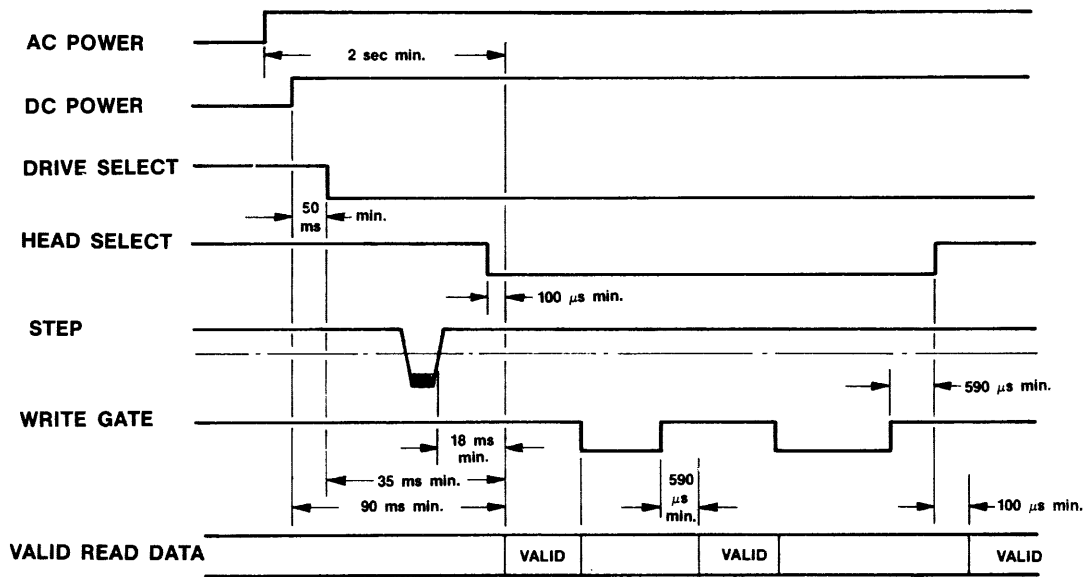 AC POWER
2 sec min.
DC POWER
DRIVE SELECT
50 ms min.
HEAD SELECT
100 μs min.
STEP
590 μs min.
WRITE GATE
18 ms min.
35 ms min.
590 μs min.
90 ms min.
100 μs min.
VALID READ DATA VALID VALID VALID